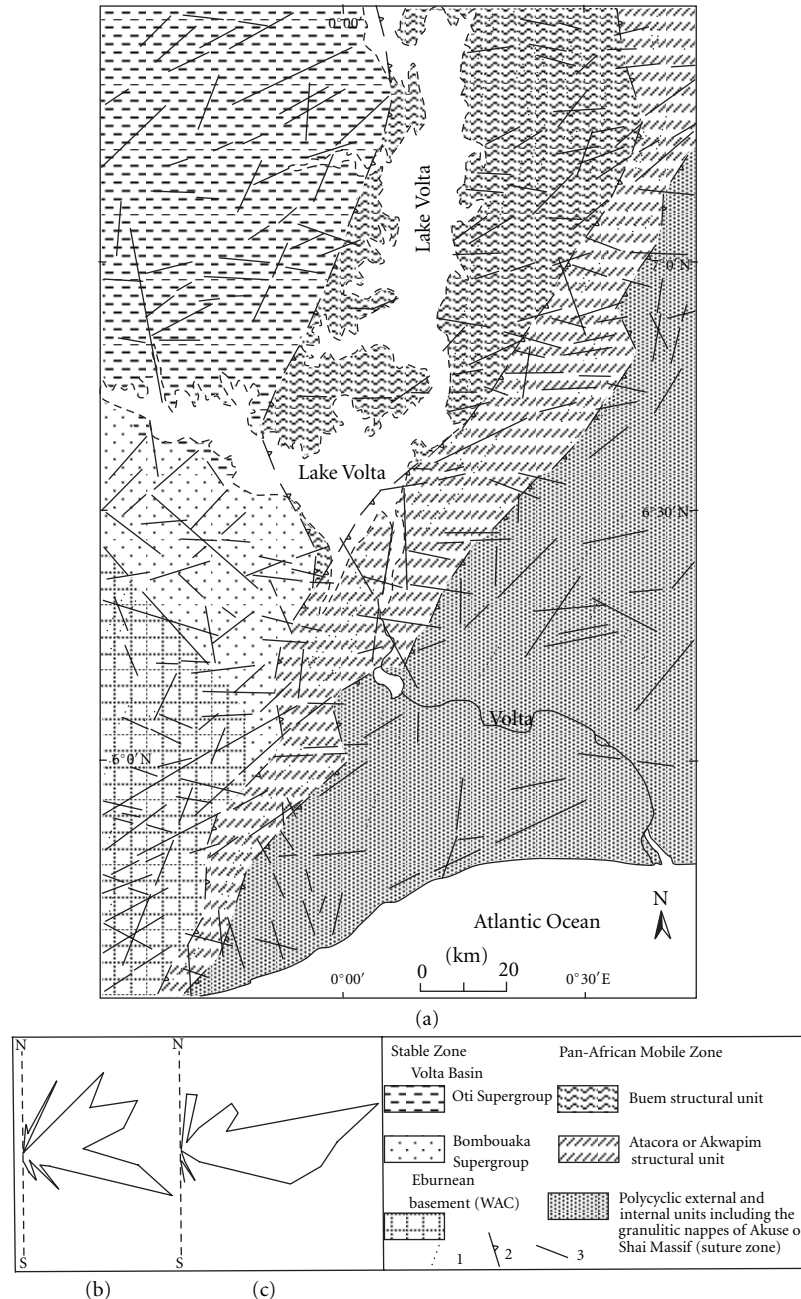 0°00′
Lake Volta
7°0′N
Lake Volta
6°30′N
Volta
6°0′N
N
Atlantic Ocean
(km)
0 20
0°00′
0°30′E
(a)
N
S
(b)
N
S
(c)
Stable Zone
Volta Basin
Oti Supergroup
Bombouaka
Supergroup
Eburnean
basement (WAC)
Pan-African Mobile Zone
Buem structural unit
Atacora or Akwapim
structural unit
Polycyclic external and
internal units including the
granulitic nappes of Akuse o
Shai Massif (suture zone)
1 2 3